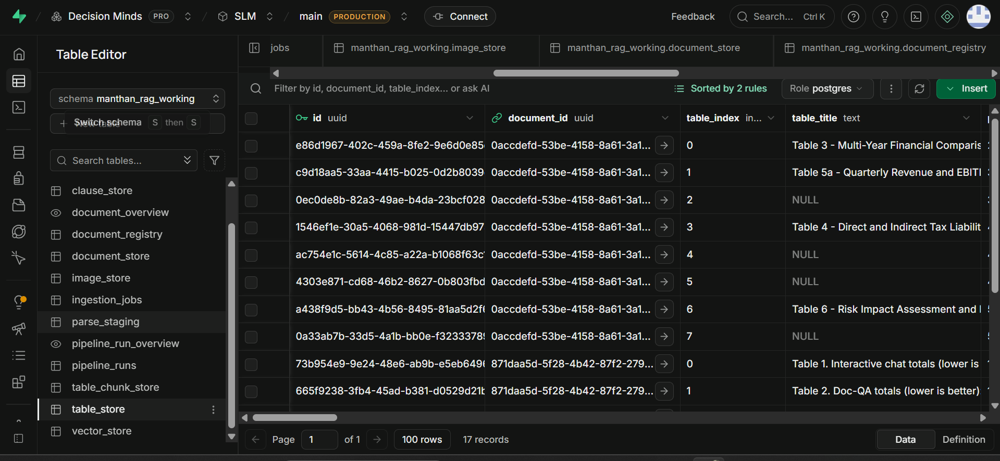 Decision Minds PRO SLM main PRODUCTION Connect Feedback Search... Ctrl K
Table Editor
schema manthan_rag_working
Switch schema S then S
Search tables...
clause_store
document_overview
document_registry
document_store
image_store
ingestion_jobs
parse_staging
pipeline_run_overview
pipeline_runs
table_chunk_store
table_store
vector_store
jobs manthan_rag_working.image_store manthan_rag_working.document_store manthan_rag_working.document_registry
Filter by id, document_id, table_index... or ask AI Sorted by 2 rules Role postgres Insert
id uuid document_id uuid table_index in... table_title text
e86d1967-402c-459a-8fe2-9e6d0e85 0accdefd-53be-4158-8a61-3a1... 0 Table 3 - Multi-Year Financial Comparis
c9d18aa5-33aa-4415-b025-0d2b8039 0accdefd-53be-4158-8a61-3a1... 1 Table 5a - Quarterly Revenue and EBIT
0ec0de8b-82a3-49ae-b4da-23bcf028 0accdefd-53be-4158-8a61-3a1... 2 NULL
1546ef1e-30a5-4068-981d-15447db97 0accdefd-53be-4158-8a61-3a1... 3 Table 4 - Direct and Indirect Tax Liabilit
ac754e1c-5614-4c85-a22a-b1068f63c 0accdefd-53be-4158-8a61-3a1... 4 NULL
4303e871-cd68-46b2-8627-0b803fbd 0accdefd-53be-4158-8a61-3a1... 5 NULL
a438f9d5-bb43-4b56-8495-81aa5d2f 0accdefd-53be-4158-8a61-3a1... 6 Table 6 - Risk Impact Assessment and
0a33ab7b-33d5-4a1b-bb0e-f3233378 0accdefd-53be-4158-8a61-3a1... 7 NULL
73b954e9-9e24-48e6-ab9b-e5eb649 871daa5d-5f28-4b42-87f2-279... 0 Table 1. Interactive chat totals (lower is
665f9238-3fb4-45ad-b381-d0529d21 871daa5d-5f28-4b42-87f2-279... 1 Table 2. Doc-QA totals (lower is better)
Page 1 of 1 100 rows 17 records Data Definition